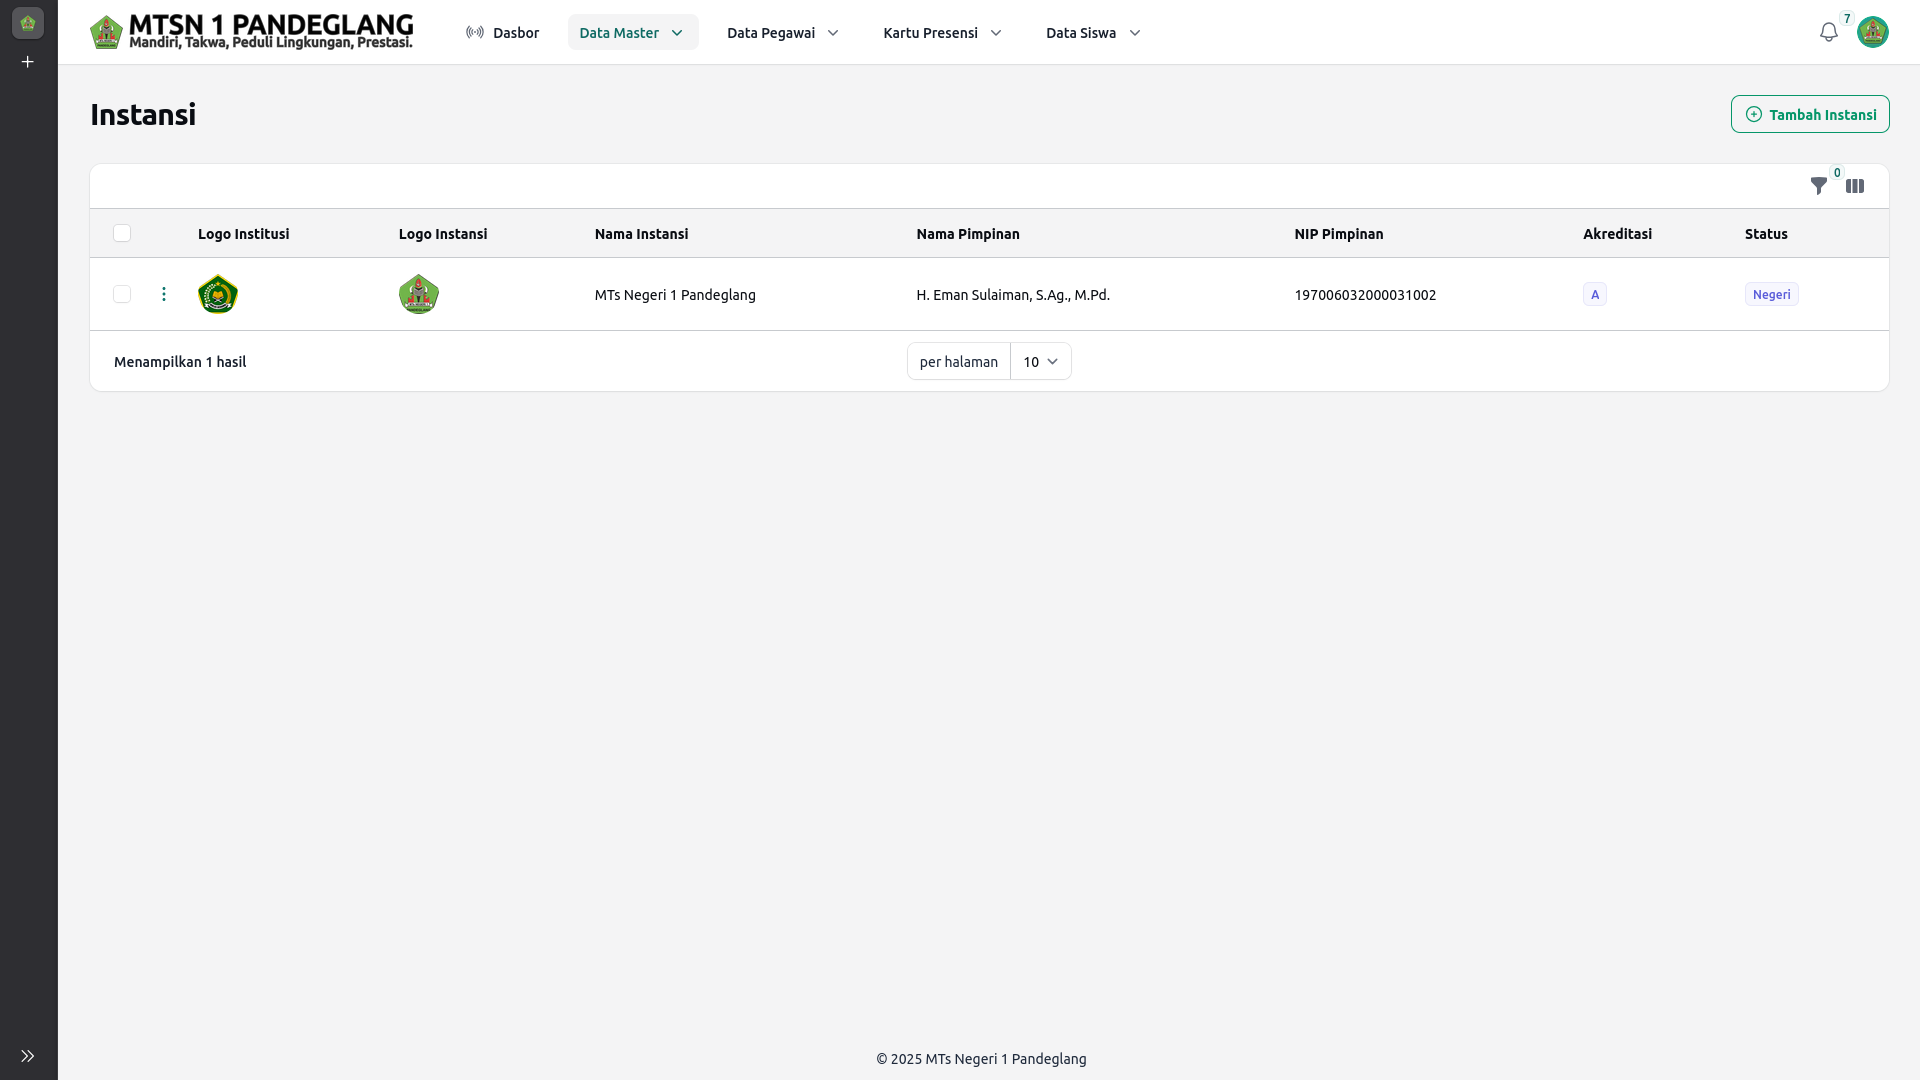 MTSN 1 PANDEGLANG
Mandiri, Takwa, Peduli Lingkungan, Prestasi.
Dasbor
Data Master
Data Pegawai
Kartu Presensi
Data Siswa
7
Instansi
Tambah Instansi
0
Logo Institusi Logo Instansi Nama Instansi Nama Pimpinan NIP Pimpinan Akreditasi Status
MTs Negeri 1 Pandeglang H. Eman Sulaiman, S.Ag., M.Pd. 197006032000031002 A Negeri
Menampilkan 1 hasil
per halaman 10
© 2025 MTs Negeri 1 Pandeglang